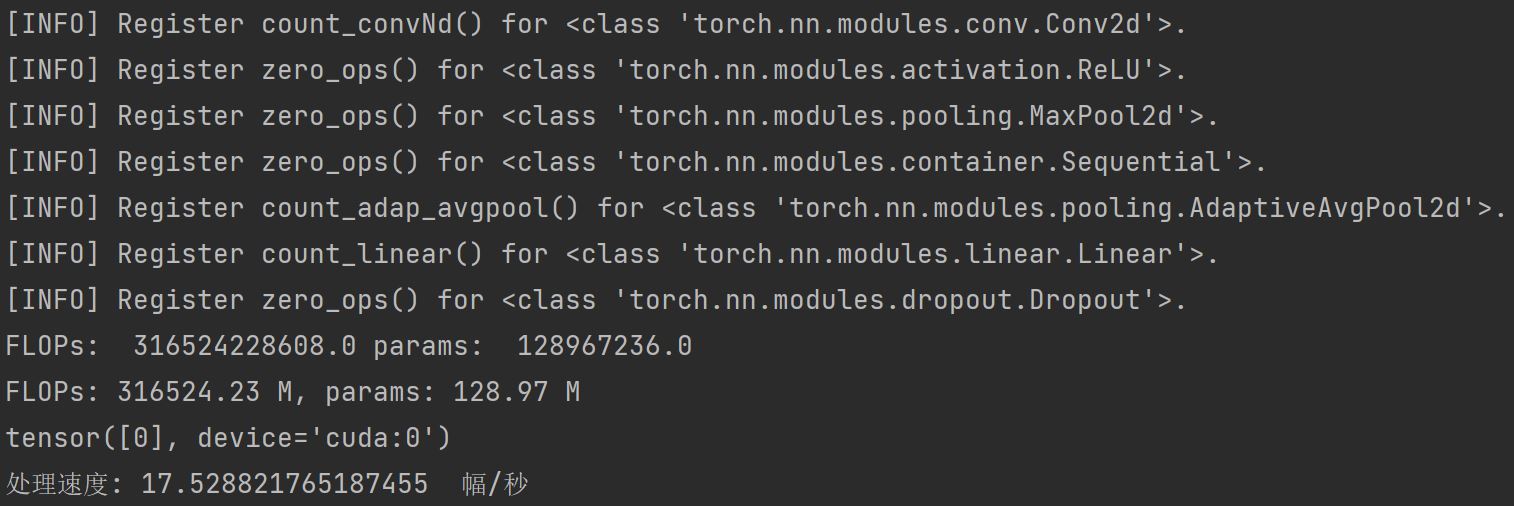 [INFO] Register count_convNd() for <class 'torch.nn.modules.conv.Conv2d'>.
[INFO] Register zero_ops() for <class 'torch.nn.modules.activation.ReLU'>.
[INFO] Register zero_ops() for <class 'torch.nn.modules.pooling.MaxPool2d'>.
[INFO] Register zero_ops() for <class 'torch.nn.modules.container.Sequential'>.
[INFO] Register count_adap_avgpool() for <class 'torch.nn.modules.pooling.AdaptiveAvgPool2d'>.
[INFO] Register count_linear() for <class 'torch.nn.modules.linear.Linear'>.
[INFO] Register zero_ops() for <class 'torch.nn.modules.dropout.Dropout'>.
FLOPs:  316524228608.0 params:  128967236.0
FLOPs: 316524.23 M, params: 128.97 M
tensor([0], device='cuda:0')
处理速度: 17.528821765187455  幅/秒